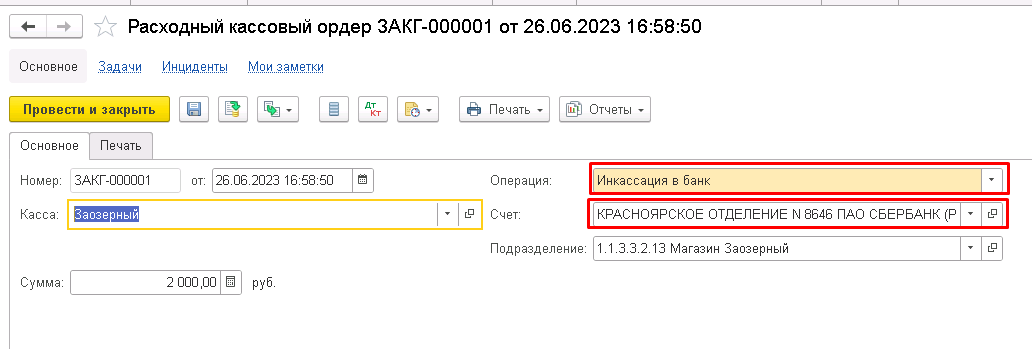 Расходный кассовый ордер ЗАКГ-000001 от 26.06.2023 16:58:50
Основное Задачи Инциденты Мои заметки
Провести и закрыть Дт Кт Печать Отчеты
Основное Печать
Номер: ЗАКГ-000001 от: 26.06.2023 16:58:50 Операция: Инкассация в банк
Касса: Заозерный Счет: КРАСНОЯРСКОЕ ОТДЕЛЕНИЕ N 8646 ПАО СБЕРБАНК (Р
Подразделение: 1.1.3.3.2.13 Магазин Заозерный
Сумма: 2 000,00 руб.